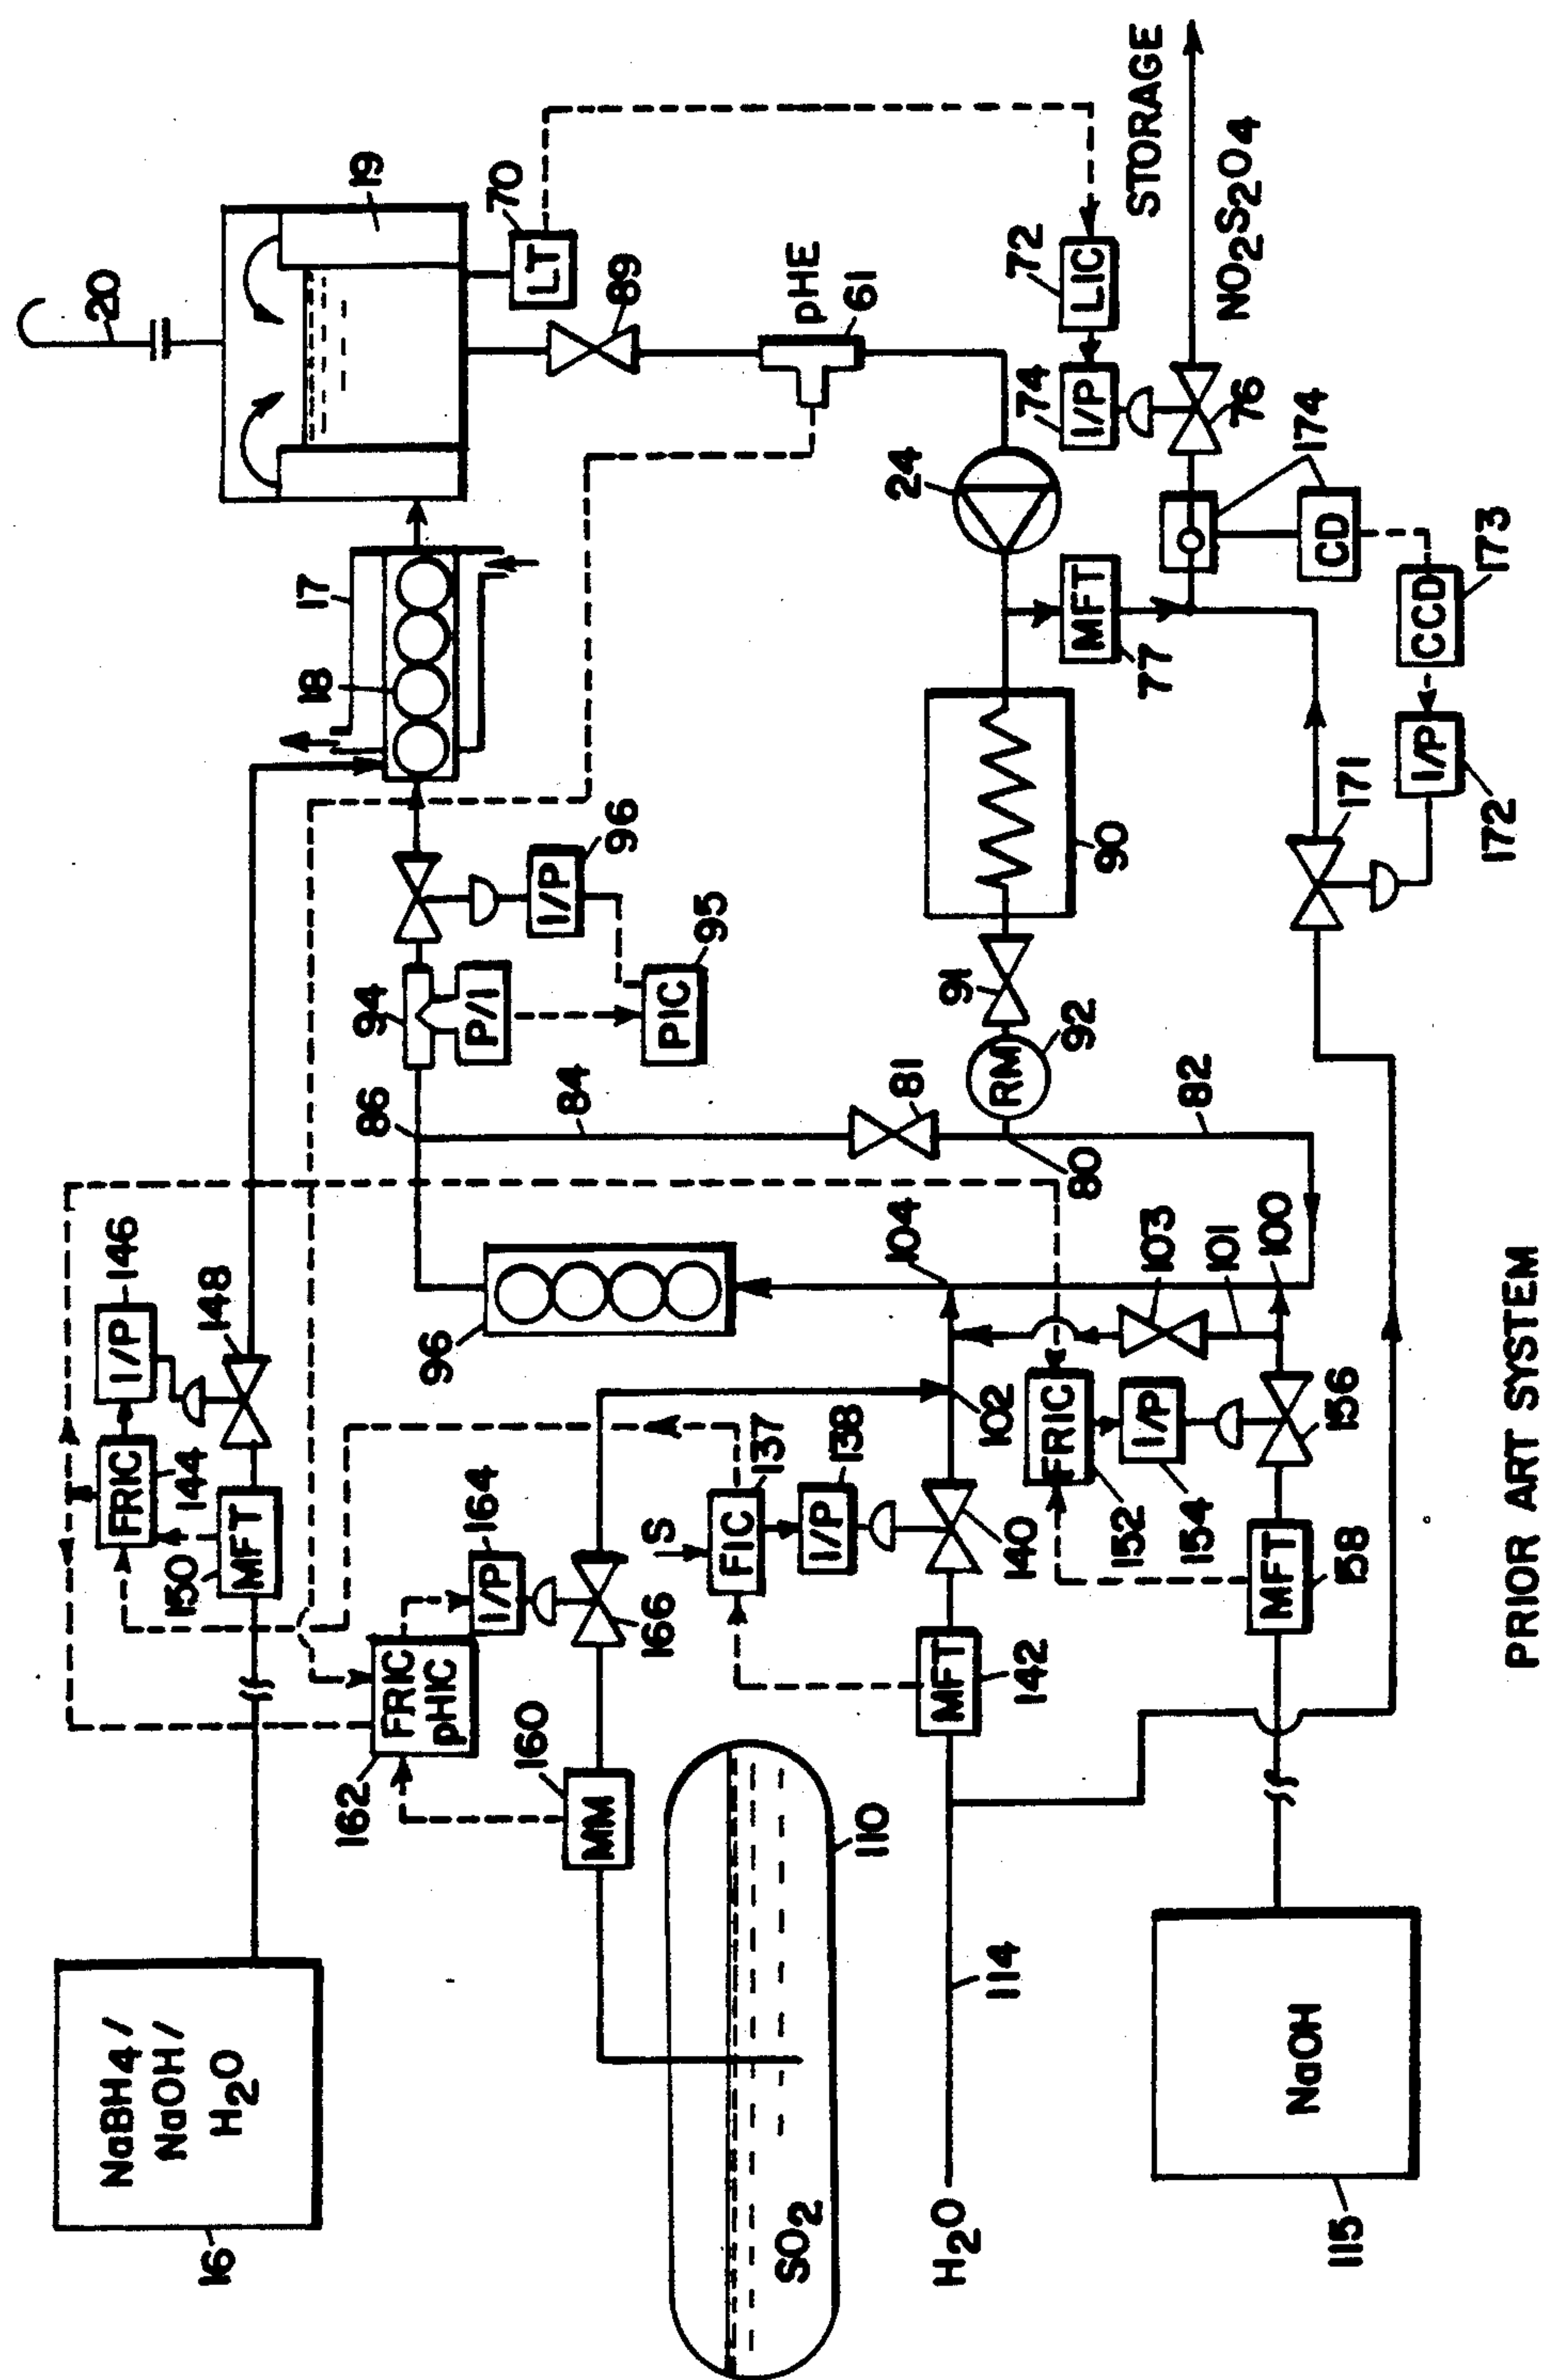 20
19
70
LT
89
pHE
61
72
LIC
74
I/P
76
STORAGE
NO2S2O4
174
CD
CCD
173
I/P
172
171
24
MFT
77
90
91
RM
92
17
18
96
I/P
94
P/I
95
PIC
86
84
81
82
80
104
103
101
100
96
146
I/P
148
FRIC
144
150
MFT
164
I/P
166
FRIC
pHIC
162
160
MM
S
FIC
137
I/P
138
102
140
MFT
142
FRIC
152
I/P
154
156
MFT
158
NaBH4/
NaOH/
H2O
16
SO2
110
H2O
114
NaOH
115
PRIOR ART SYSTEM